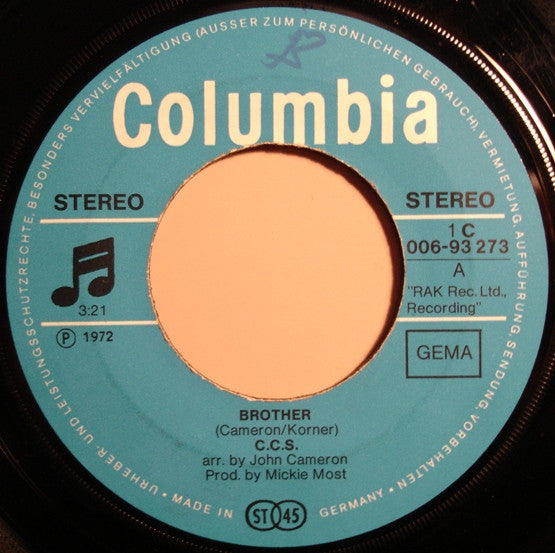 URHEBER- UND LEISTUNGSSCHUTZRECHTE, BESONDERS VERVIELFÄLTIGUNG (AUSSER ZUM PERSÖNLICHEN GEBRAUCH), VERMIETUNG, AUFFÜHRUNG, SENDUNG, VORBEHALTEN
Columbia
STEREO
STEREO
1 C
006-93 273
A
"RAK Rec. Ltd.,
Recording"
3:21
Ⓟ 1972
GEMA
BROTHER
(Cameron/Korner)
C.C.S.
arr. by John Cameron
Prod. by Mickie Most
• MADE IN GERMANY •
ST 45